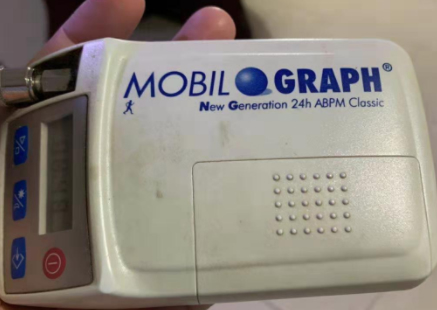 MOBIL O GRAPH®
New Generation 24h ABPM Classic